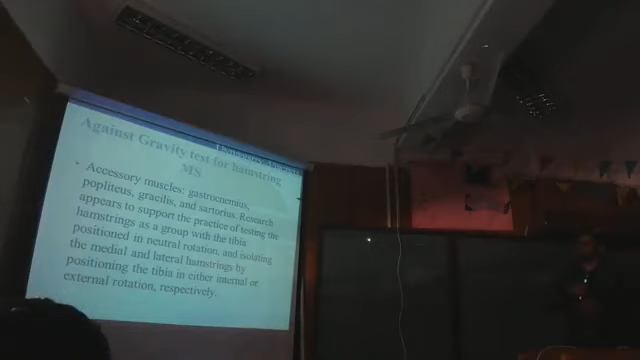 Against Gravity test for hamstring
MS
• Accessory muscles: gastrocnemius,
popliteus, gracilis, and sartorius. Research
appears to support the practice of testing the
hamstrings as a group with the tibia
positioned in neutral rotation, and isolating
the medial and lateral hamstrings by
positioning the tibia in either internal or
external rotation, respectively.